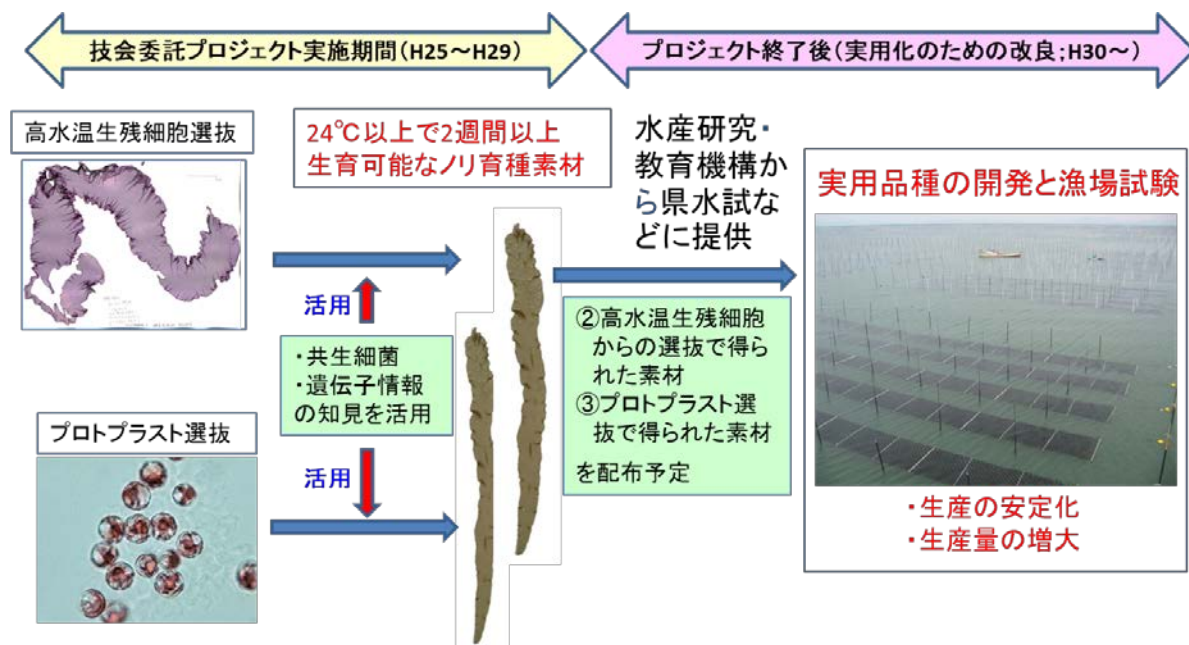 技会委託プロジェクト実施期間(H25～H29)
プロジェクト終了後(実用化のための改良;H30～)
高水温生残細胞選抜
24℃以上で2週間以上
生育可能なノリ育種素材
水産研究・
教育機構か
ら県水試な
どに提供
実用品種の開発と漁場試験
活用
・共生細菌
・遺伝子情報
の知見を活用
活用
プロトプラスト選抜
②高水温生残細胞
からの選抜で得ら
れた素材
③プロトプラスト選
抜で得られた素材
を配布予定
・生産の安定化
・生産量の増大